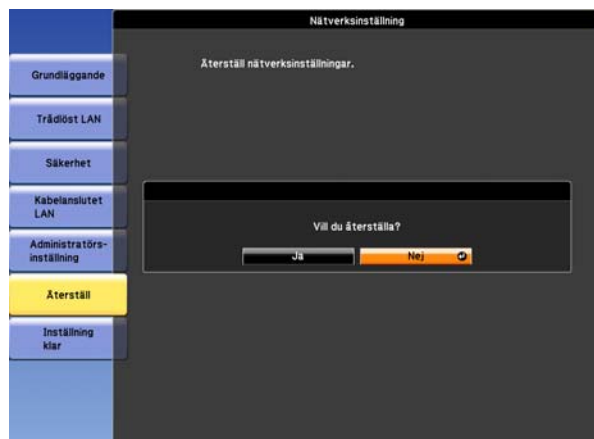 Nätverksinställning
Återställ nätverksinställningar.
Grundläggande
Trådlöst LAN
Säkerhet
Kabelanslutet
LAN
Administratörs-
inställning
Återställ
Inställning
klar
Vill du återställa?
Ja
Nej